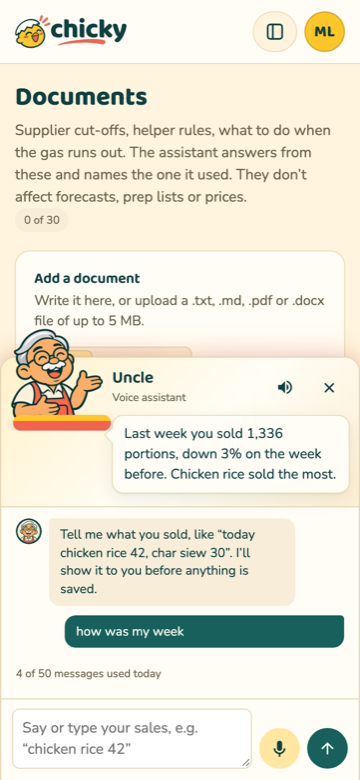 chicky
ML
Documents
Supplier cut-offs, helper rules, what to do when
the gas runs out. The assistant answers from
these and names the one it used. They don’t
affect forecasts, prep lists or prices.
0 of 30
Add a document
Write it here, or upload a .txt, .md, .pdf or .docx
file of up to 5 MB.
Uncle
Voice assistant
Last week you sold 1,336
portions, down 3% on the week
before. Chicken rice sold the most.
Tell me what you sold, like “today
chicken rice 42, char siew 30”. I’ll
show it to you before anything is
saved.
how was my week
4 of 50 messages used today
Say or type your sales, e.g.
“chicken rice 42”